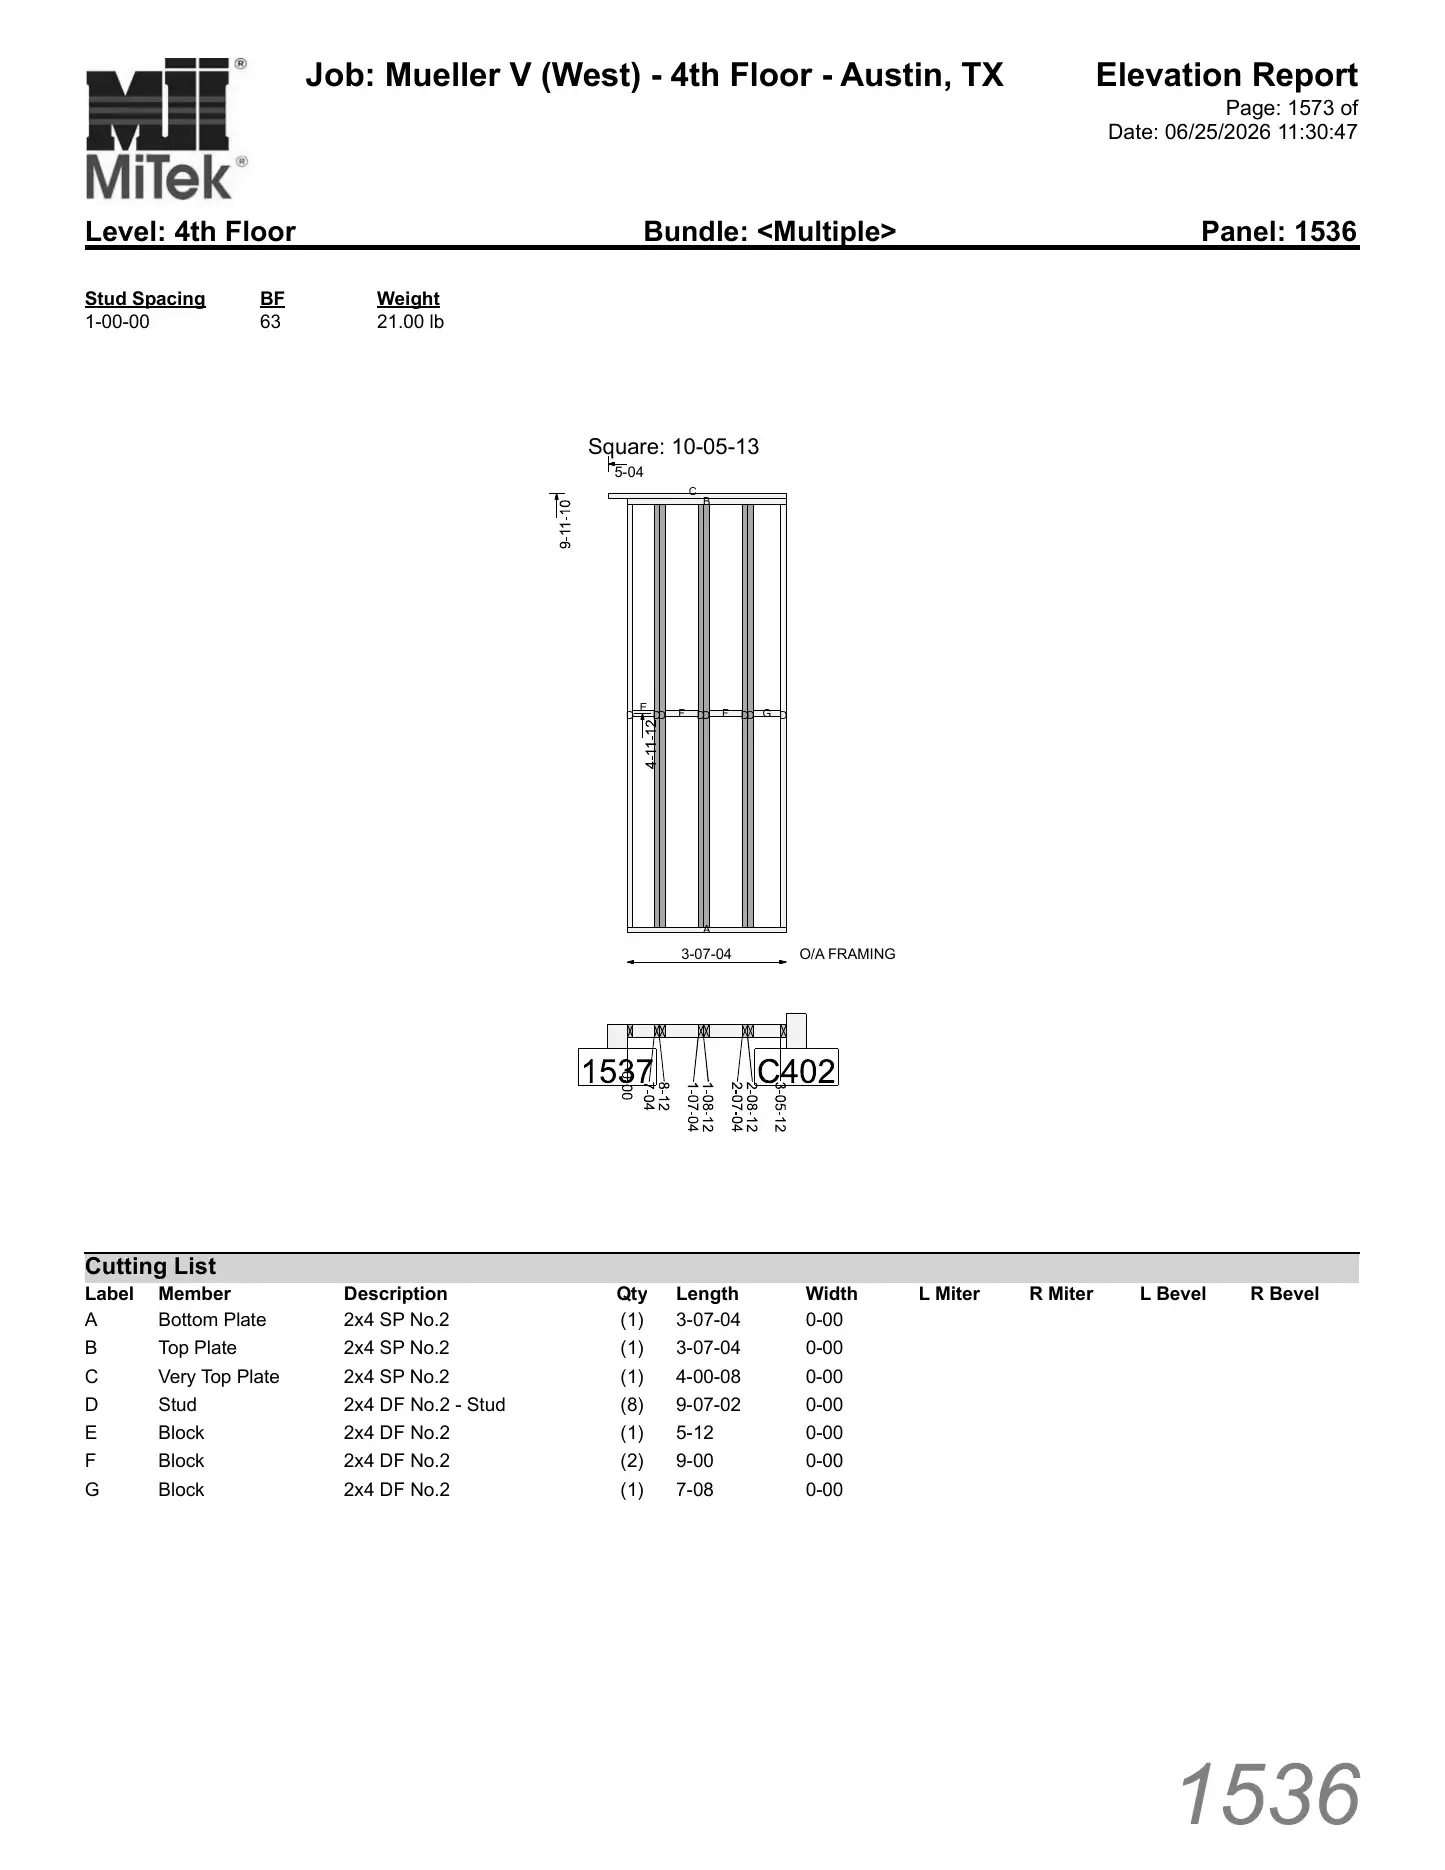 MiTek®
Job: Mueller V (West) - 4th Floor - Austin, TX
Elevation Report
Page: 1573 of
Date: 06/25/2026 11:30:47
Level: 4th Floor Bundle: <Multiple> Panel: 1536
Stud Spacing BF Weight
1-00-00 63 21.00 lb
Square: 10-05-13
5-04
C
B
9-11-10
E
D D D F D D F D D G D
4-11-12
A
3-07-04 O/A FRAMING
1537 C402
7-04
8-12
1-07-04
1-08-12
2-07-04
2-08-12
3-05-12
Cutting List
Label Member Description Qty Length Width L Miter R Miter L Bevel R Bevel
A Bottom Plate 2x4 SP No.2 (1) 3-07-04 0-00
B Top Plate 2x4 SP No.2 (1) 3-07-04 0-00
C Very Top Plate 2x4 SP No.2 (1) 4-00-08 0-00
D Stud 2x4 DF No.2 - Stud (8) 9-07-02 0-00
E Block 2x4 DF No.2 (1) 5-12 0-00
F Block 2x4 DF No.2 (2) 9-00 0-00
G Block 2x4 DF No.2 (1) 7-08 0-00
1536